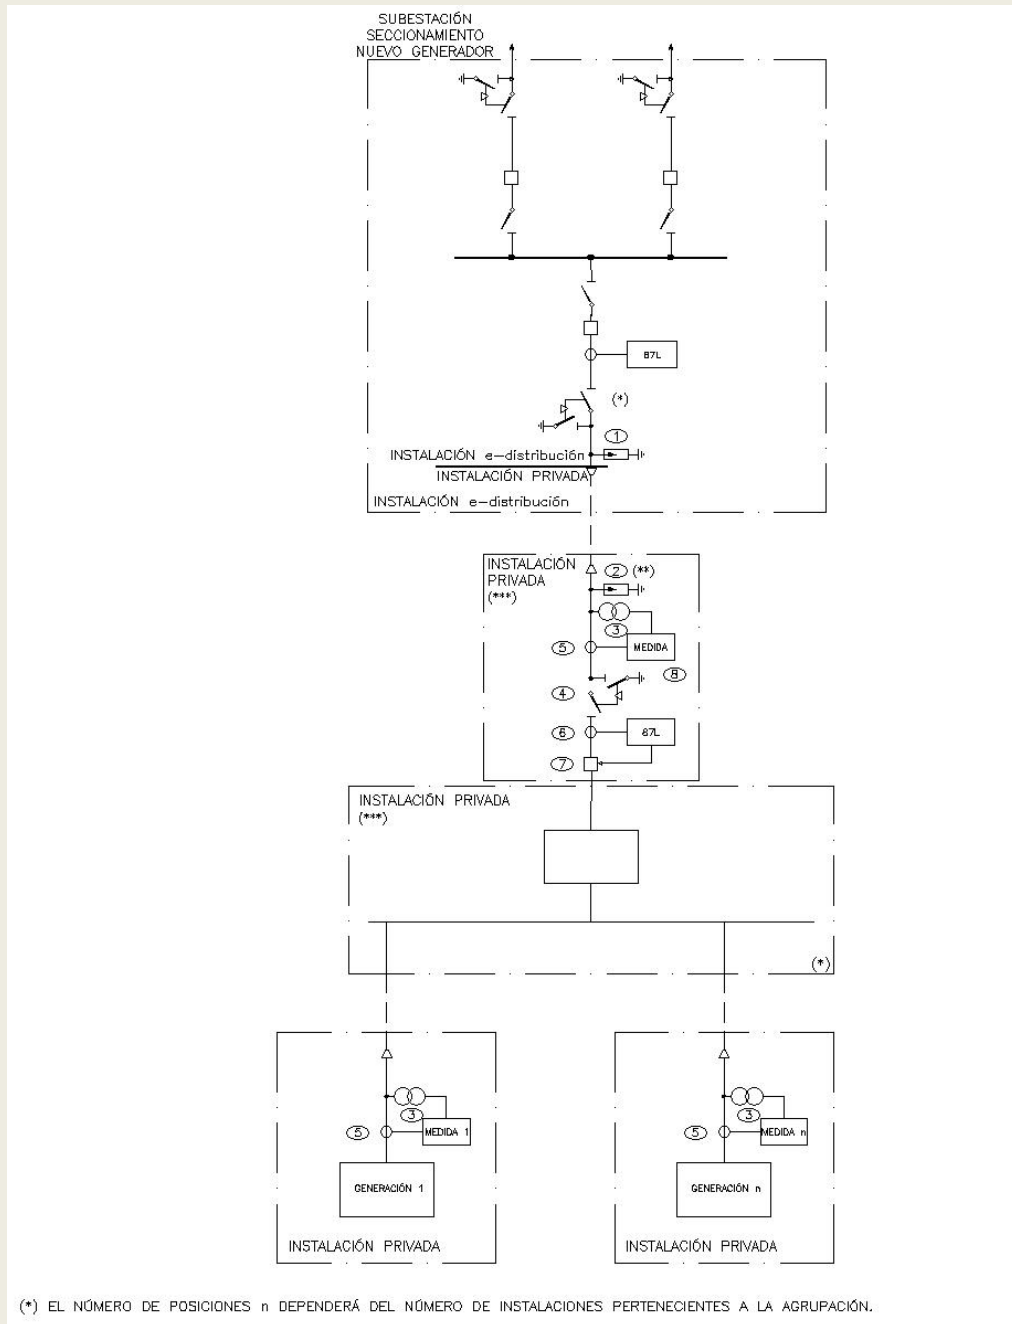 SUBESTACIÓN
SECCIONAMIENTO
NUEVO GENERADOR
87L
(*)
1
INSTALACIÓN e-distribución
INSTALACIÓN PRIVADA
INSTALACIÓN e-distribución
INSTALACIÓN
PRIVADA
(***)
2 (**)
3
5 MEDIDA
8
4
6 87L
7
INSTALACIÓN PRIVADA
(***)
(*)
3
5 MEDIDA 1
GENERACIÓN 1
INSTALACIÓN PRIVADA
3
5 MEDIDA n
GENERACIÓN n
INSTALACIÓN PRIVADA
(*) EL NÚMERO DE POSICIONES n DEPENDERÁ DEL NÚMERO DE INSTALACIONES PERTENECIENTES A LA AGRUPACIÓN.